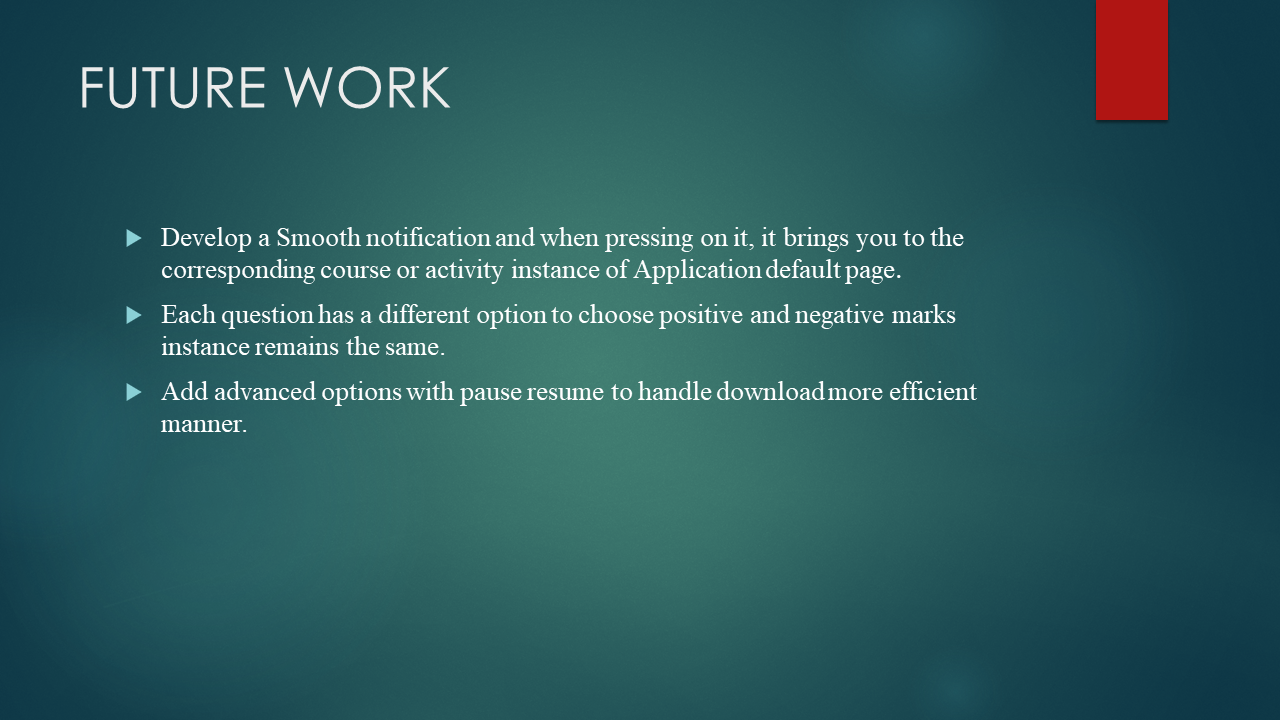 FUTURE WORK
Develop a Smooth notification and when pressing on it, it brings you to the
corresponding course or activity instance of Application default page.
Each question has a different option to choose positive and negative marks
instance remains the same.
Add advanced options with pause resume to handle download more efficient
manner.